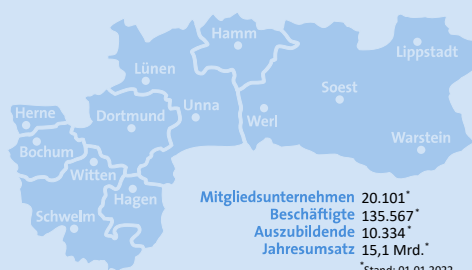 Hamm
Lippstadt
Lünen
Soest
Unna
Herne
Dortmund
Werl
Warstein
Bochum
Witten
Hagen
Schwelm
Mitgliedsunternehmen 20.101*
Beschäftigte 135.567*
Auszubildende 10.334*
Jahresumsatz 15,1 Mrd.*
*Stand: 01.01.2022